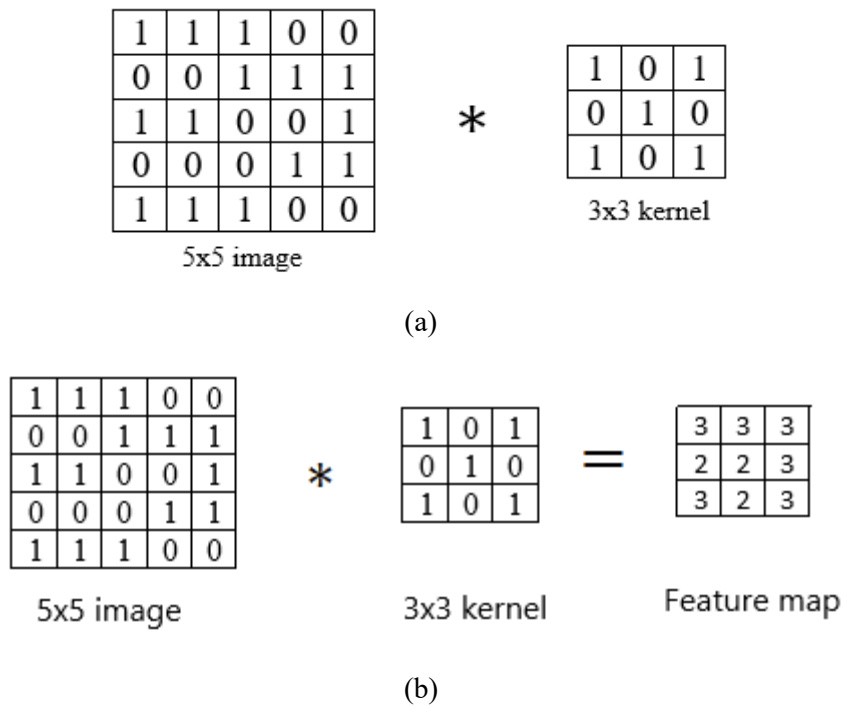 1 1 1 0 0
0 0 1 1 1
1 1 0 0 1
0 0 0 1 1
1 1 1 0 0
5x5 image
*
1 0 1
0 1 0
1 0 1
3x3 kernel
(a)
1 1 1 0 0
0 0 1 1 1
1 1 0 0 1
0 0 0 1 1
1 1 1 0 0
5x5 image
*
1 0 1
0 1 0
1 0 1
3x3 kernel
=
3 3 3
2 2 3
3 2 3
Feature map
(b)